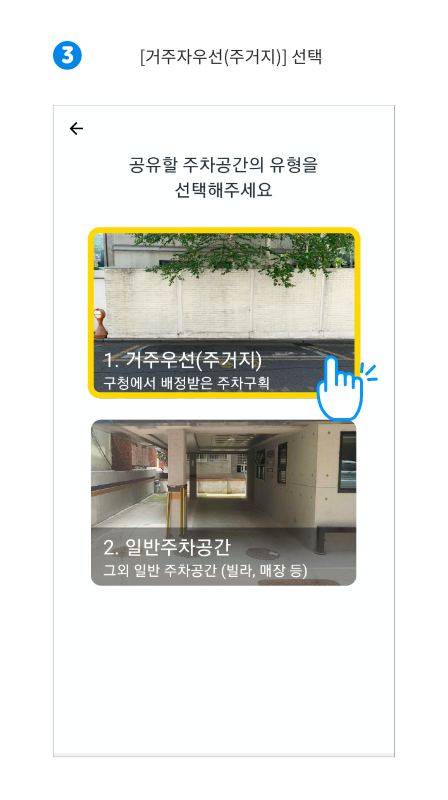 3
[거주자우선(주거지)] 선택
공유할 주차공간의 유형을
선택해주세요
1. 거주우선(주거지)
구청에서 배정받은 주차구획
2. 일반주차공간
그외 일반 주차공간 (빌라, 매장 등)